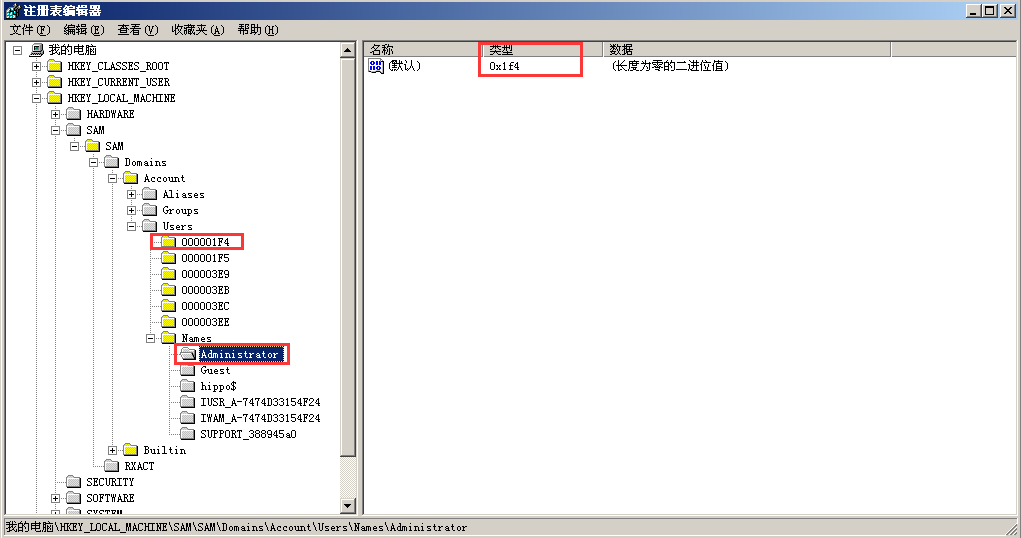 注册表编辑器
文件(F) 编辑(E) 查看(V) 收藏夹(A) 帮助(H)
我的电脑
HKEY_CLASSES_ROOT
HKEY_CURRENT_USER
HKEY_LOCAL_MACHINE
HARDWARE
SAM
SAM
Domains
Account
Aliases
Groups
Users
000001F4
000001F5
000003E9
000003EB
000003EC
000003EE
Names
Administrator
Guest
hippo$
IUSR_A-7474D33154F24
IWAM_A-7474D33154F24
SUPPORT_388945a0
Builtin
RXACT
SECURITY
SOFTWARE
SYSTEM
名称 类型 数据
(默认) 0x1f4 (长度为零的二进位值)
我的电脑\HKEY_LOCAL_MACHINE\SAM\SAM\Domains\Account\Users\Names\Administrator